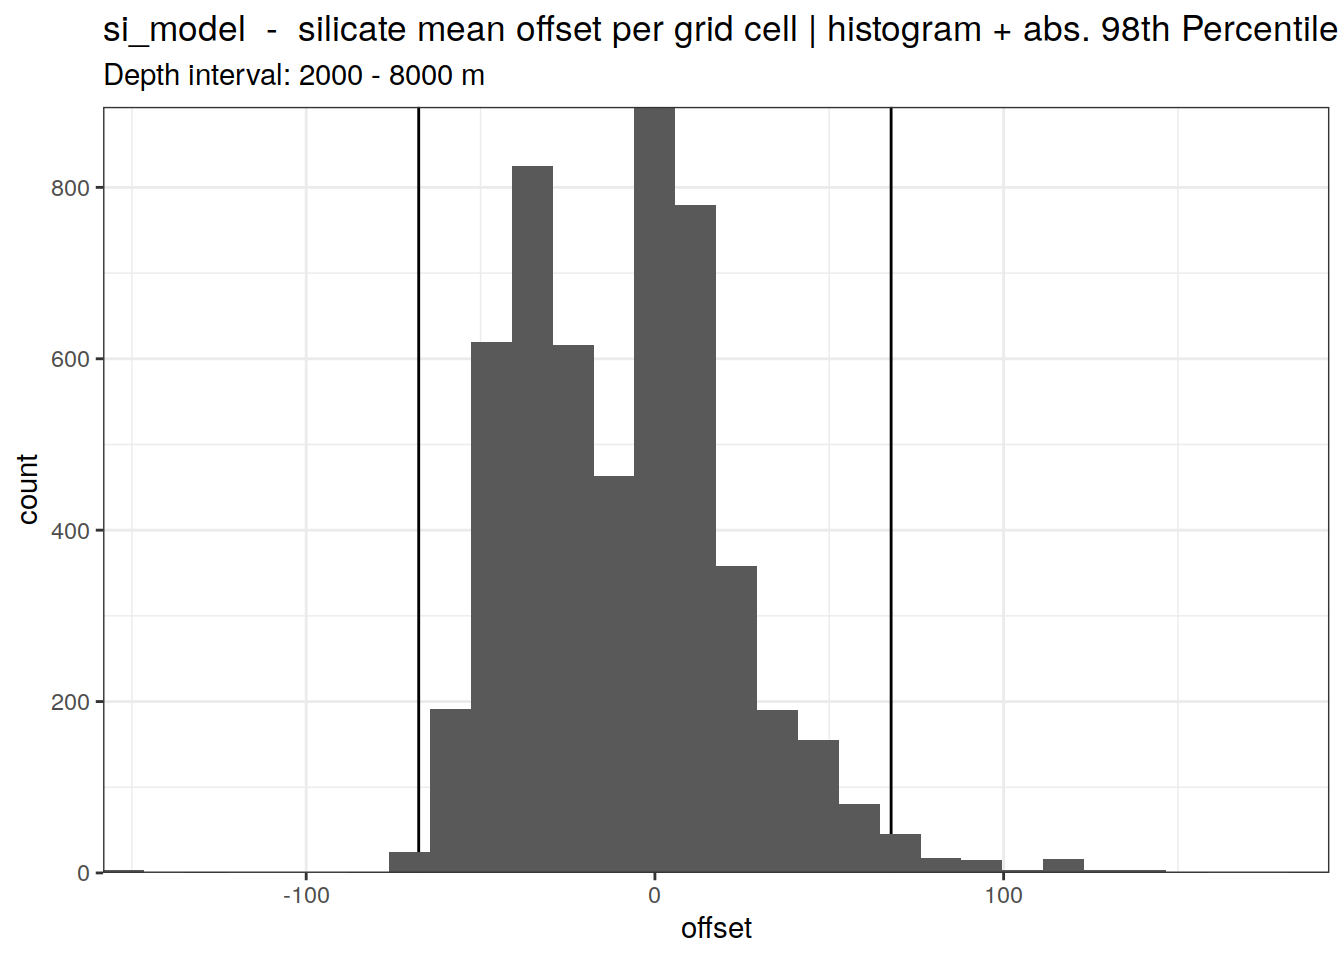 si_model  -  silicate mean offset per grid cell | histogram + abs. 98th Percentile
Depth interval: 2000 - 8000 m
800
600
400
200
0
count
-100
0
100
offset